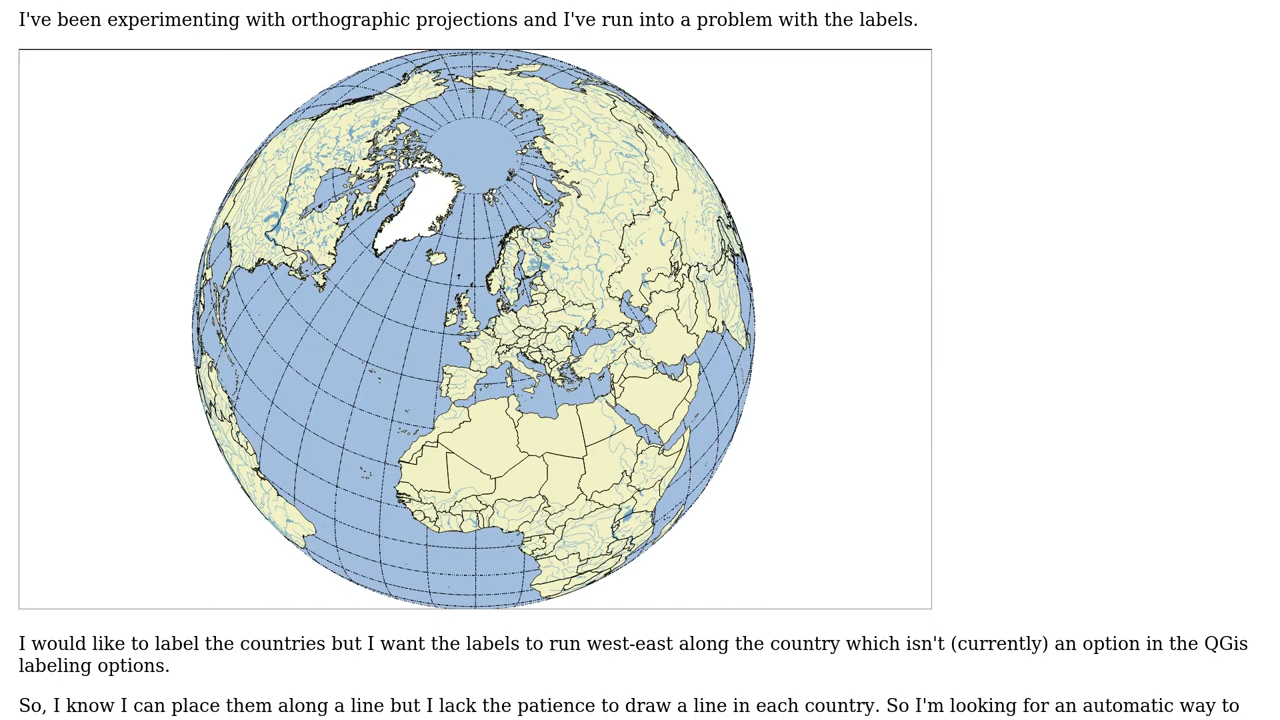 I've been experimenting with orthographic projections and I've run into a problem with the labels.
I would like to label the countries but I want the labels to run west-east along the country which isn't (currently) an option in the QGis
labeling options.
So, I know I can place them along a line but I lack the patience to draw a line in each country. So I'm looking for an automatic way to